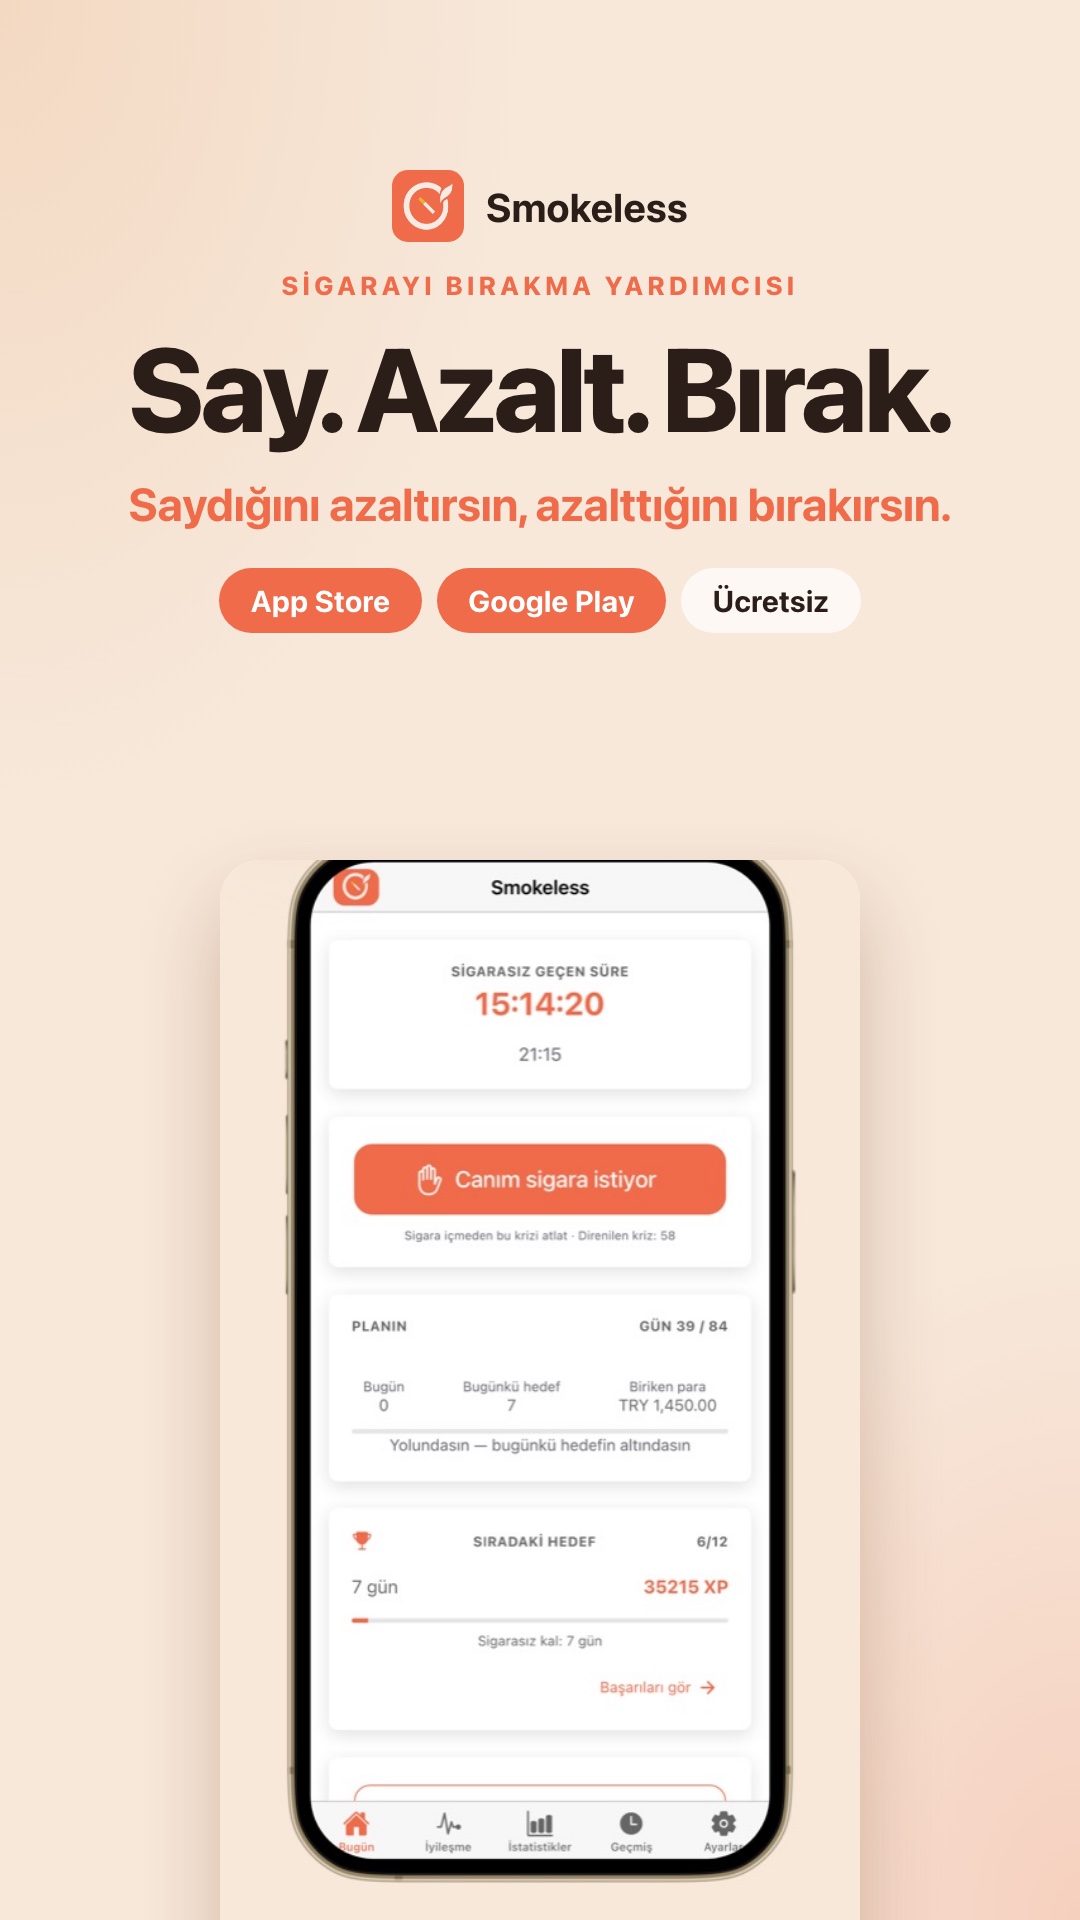 Smokeless
SİGARAYI BIRAKMA YARDIMCISI
Say. Azalt. Bırak.
Saydığını azaltırsın, azalttığını bırakırsın.
App Store Google Play Ücretsiz
Smokeless
SİGARASIZ GEÇEN SÜRE
15:14:20
21:15
Canım sigara istiyor
Sigara içmeden bu krizi atlat · Direnilen kriz: 58
PLANIN GÜN 39 / 84
Bugün Bugünkü hedef Biriken para
0 7 TRY 1,450.00
Yolundasın — bugünkü hedefin altındasın
SIRADAKİ HEDEF 6/12
7 gün 35215 XP
Sigarasız kal: 7 gün
Başarıları gör →
Bugün İyileşme İstatistikler Geçmiş Ayarlar